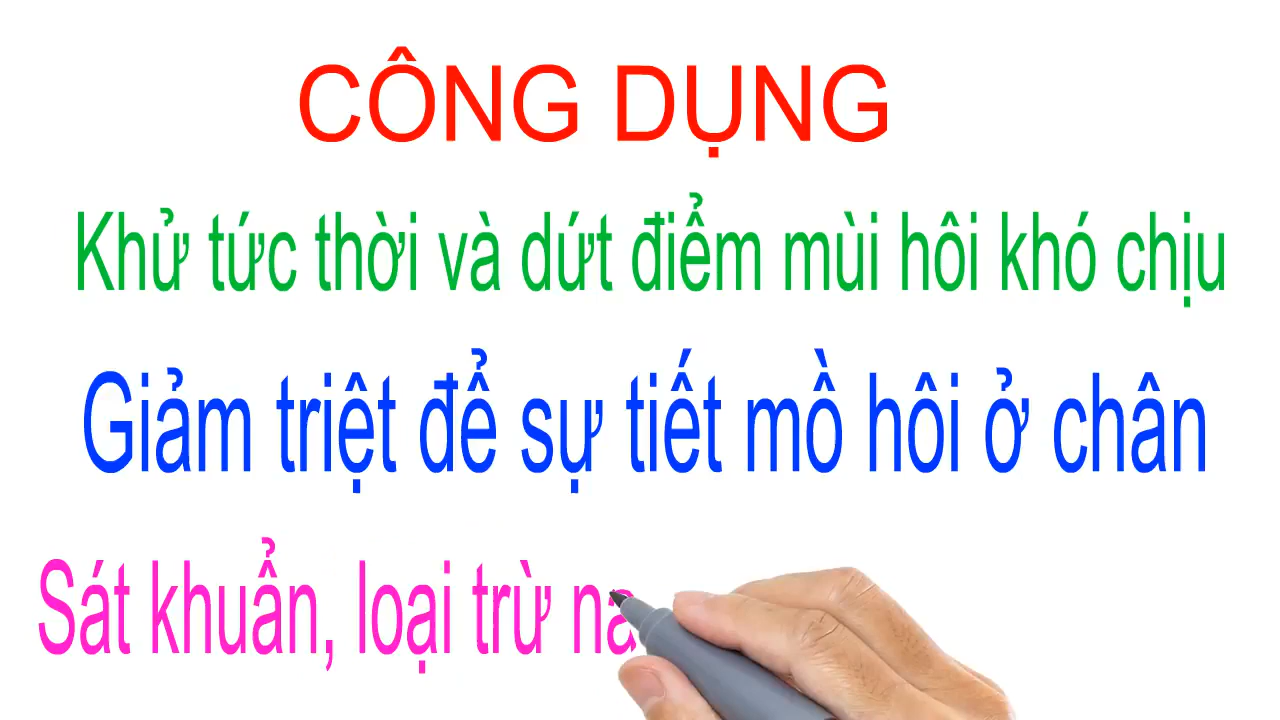 CÔNG DỤNG
Khử tức thời và dứt điểm mùi hôi khó chịu
Giảm triệt để sự tiết mồ hôi ở chân
Sát khuẩn, loại trừ na